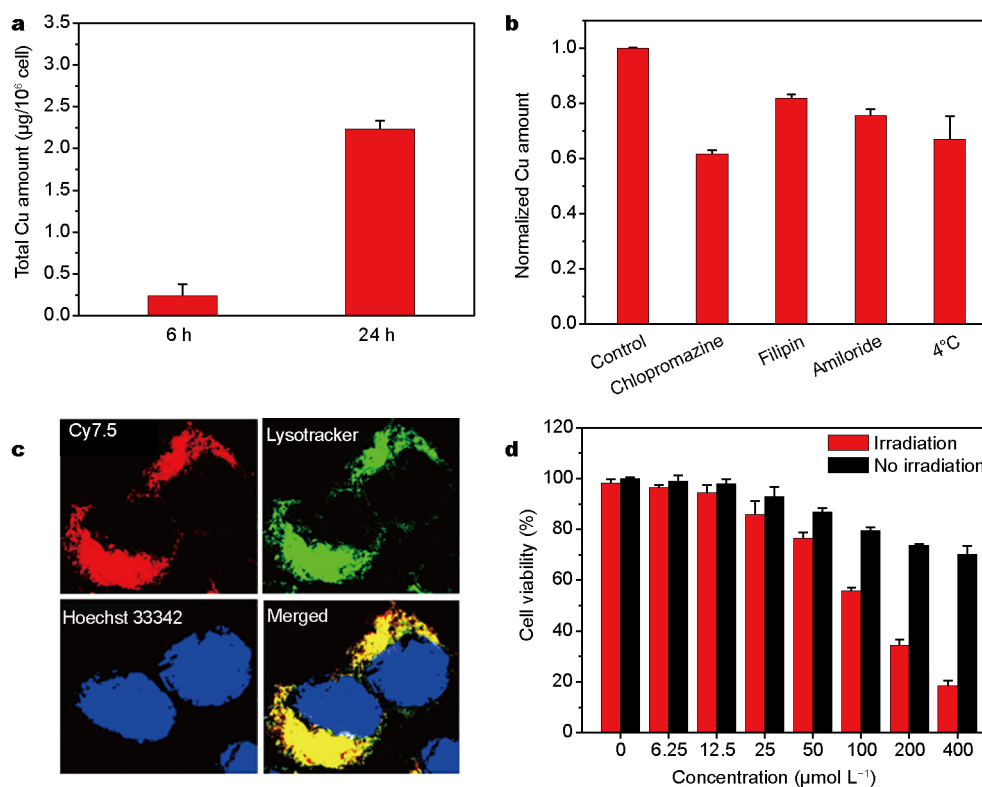 a
3.5
3.0
2.5
2.0
1.5
1.0
0.5
0.0
Total Cu amount (µg/10⁶ cell)
6 h
24 h
b
1.0
0.8
0.6
0.4
0.2
0.0
Normalized Cu amount
Control
Chlopromazine
Filipin
Amiloride
4°C
c
Cy7.5
Lysotracker
Hoechst 33342
Merged
d
120
100
80
60
40
20
0
Cell viability (%)
Irradiation
No irradiation
0 6.25 12.5 25 50 100 200 400
Concentration (µmol L⁻¹)